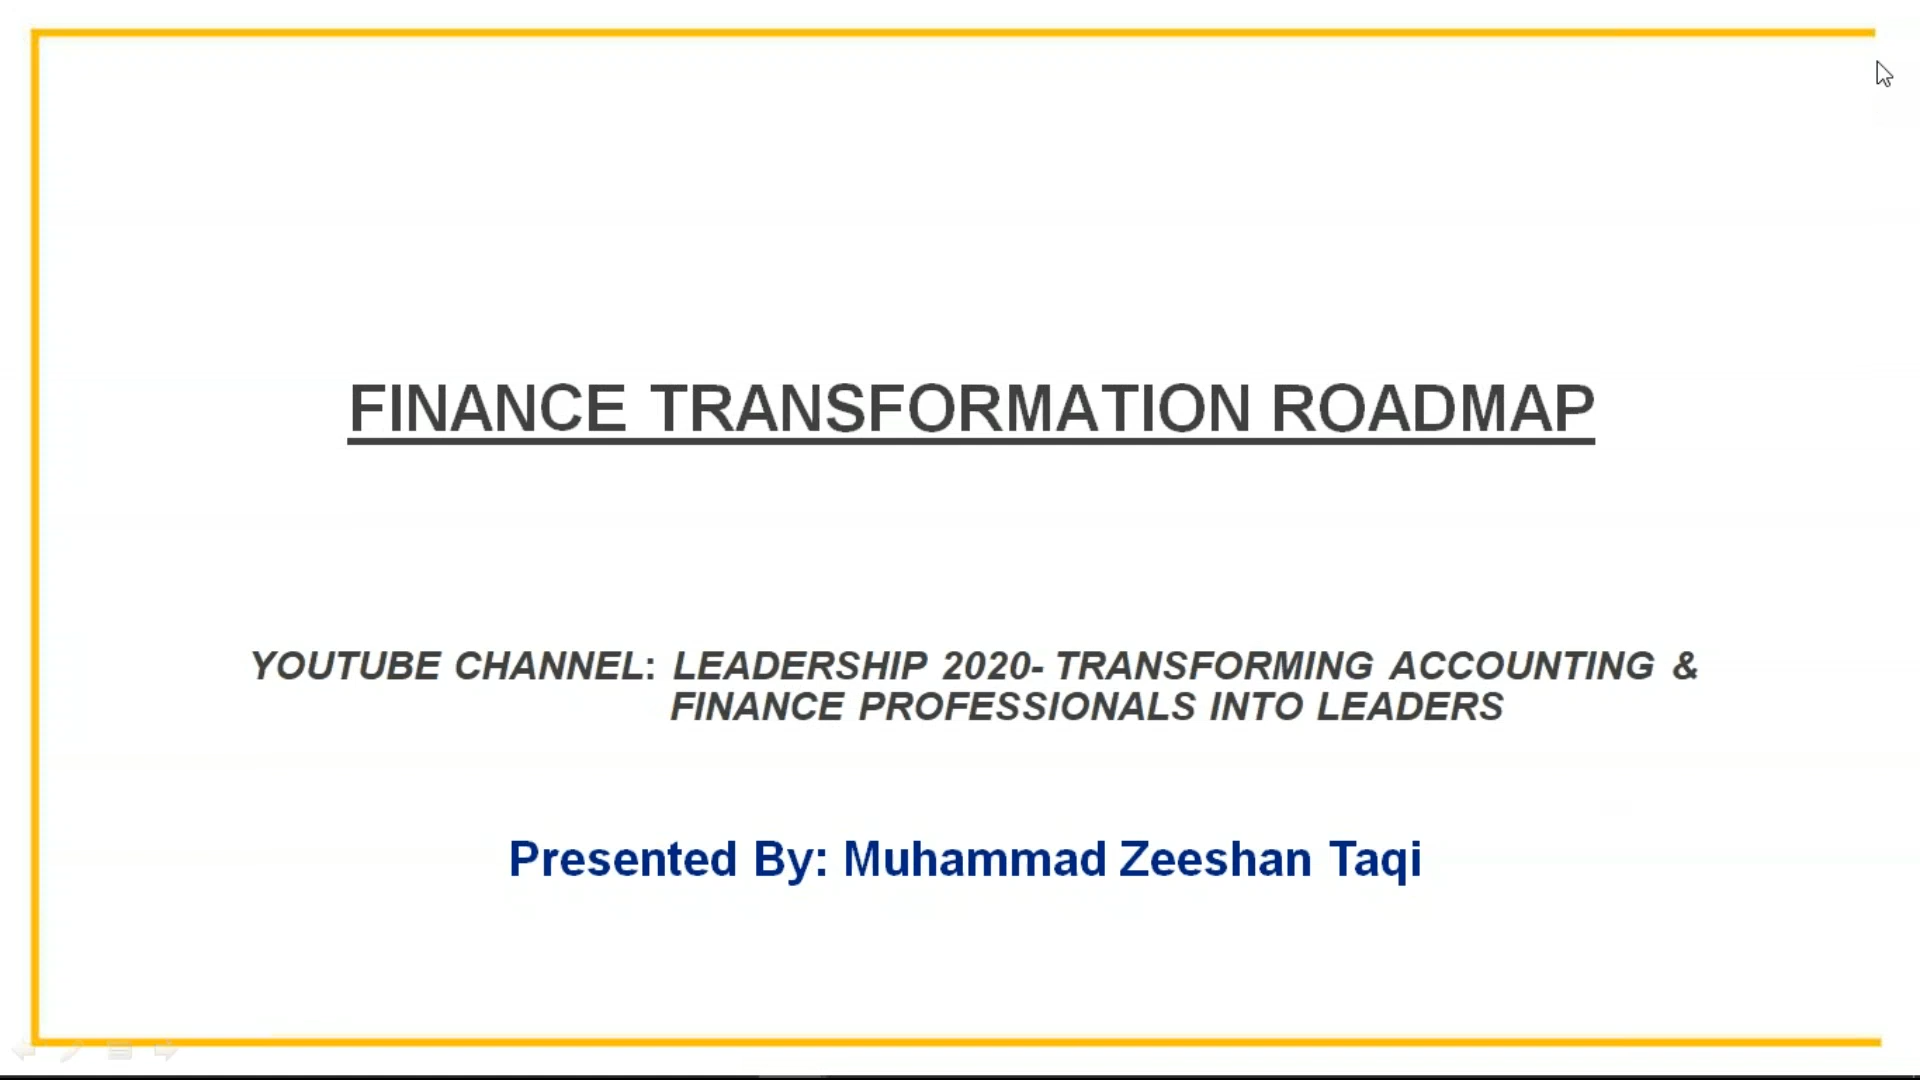 FINANCE TRANSFORMATION ROADMAP
YOUTUBE CHANNEL: LEADERSHIP 2020- TRANSFORMING ACCOUNTING &
FINANCE PROFESSIONALS INTO LEADERS
Presented By: Muhammad Zeeshan Taqi